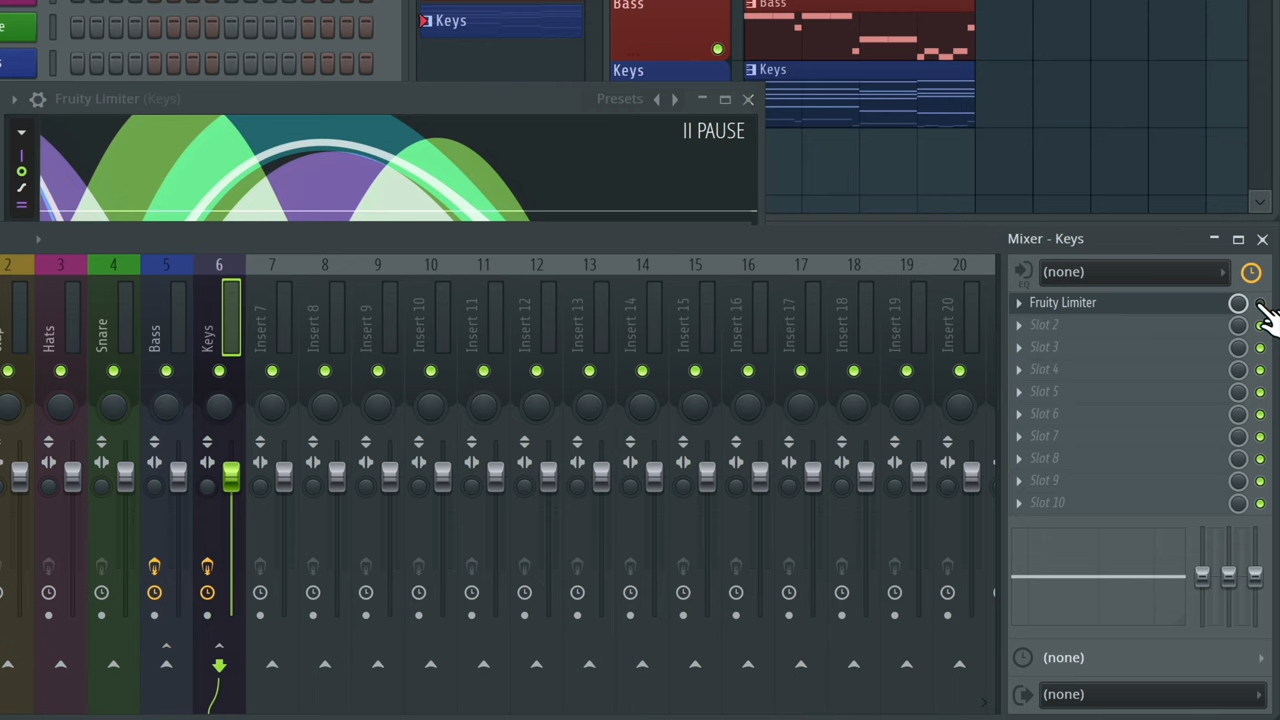 Bass
Bass
Keys
Keys
Keys
Fruity Limiter (Keys)
Presets
II PAUSE
Mixer - Keys
2
3
4
5
6
7
8
9
10
11
12
13
14
15
16
17
18
19
20
(none)
EQ
Fruity Limiter
Slot 2
Slot 3
Slot 4
Slot 5
Slot 6
Slot 7
Slot 8
Slot 9
Slot 10
Hats
Snare
Bass
Keys
Insert 7
Insert 8
Insert 9
Insert 10
Insert 11
Insert 12
Insert 13
Insert 14
Insert 15
Insert 16
Insert 17
Insert 18
Insert 19
Insert 20
(none)
(none)